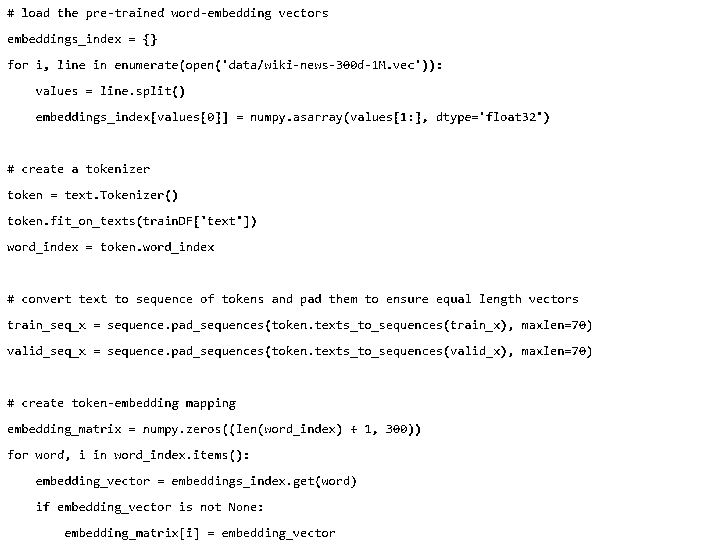 # load the pre-trained word-embedding vectors
embeddings_index = {}
for i, line in enumerate(open('data/wiki-news-300d-1M.vec')):
    values = line.split()
    embeddings_index[values[0]] = numpy.asarray(values[1:], dtype='float32')

# create a tokenizer
token = text.Tokenizer()
token.fit_on_texts(trainDF['text'])
word_index = token.word_index

# convert text to sequence of tokens and pad them to ensure equal length vectors
train_seq_x = sequence.pad_sequences(token.texts_to_sequences(train_x), maxlen=70)
valid_seq_x = sequence.pad_sequences(token.texts_to_sequences(valid_x), maxlen=70)

# create token-embedding mapping
embedding_matrix = numpy.zeros((len(word_index) + 1, 300))
for word, i in word_index.items():
    embedding_vector = embeddings_index.get(word)
    if embedding_vector is not None:
        embedding_matrix[i] = embedding_vector